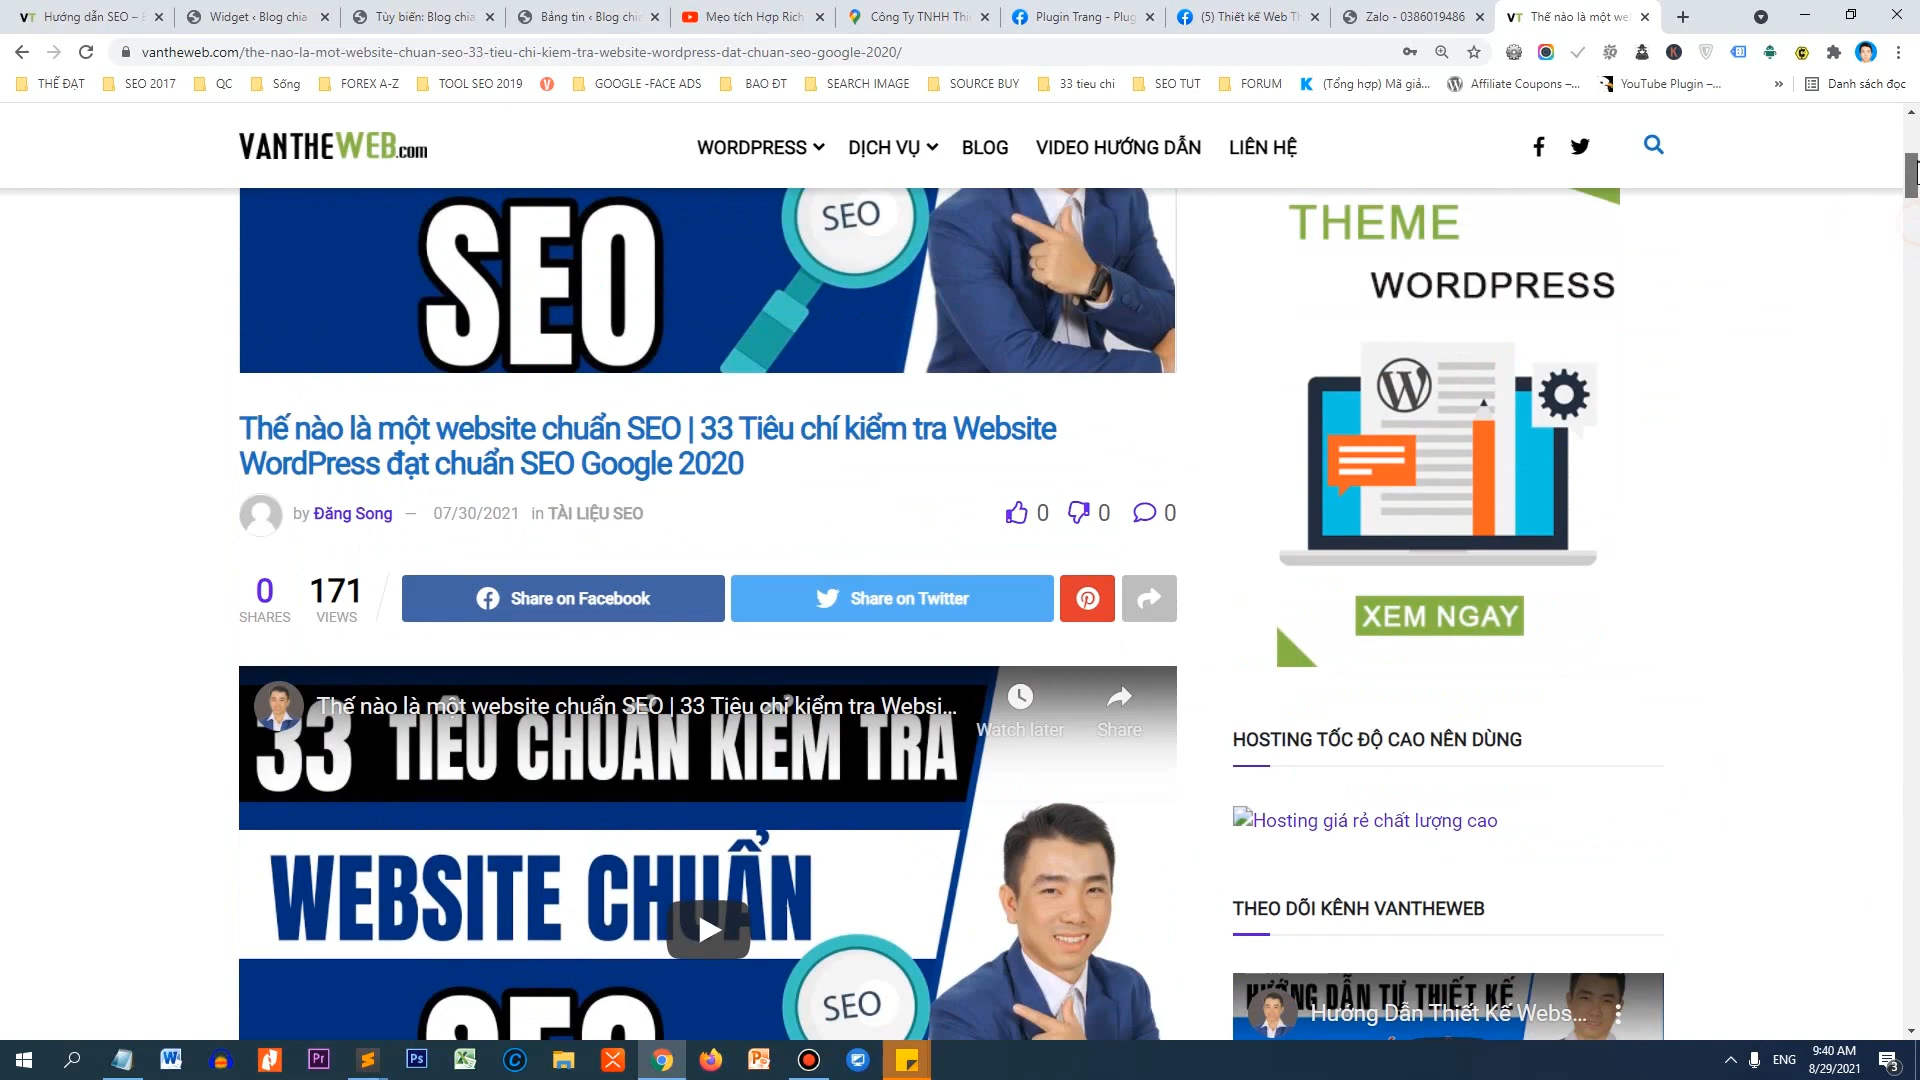 Hướng dẫn SEO –
Widget ‹ Blog chia
Tùy biến: Blog chia
Bảng tin ‹ Blog chia
Mẹo tích Hợp Rich
Công Ty TNHH Thi
Plugin Trang - Plug
(5) Thiết kế Web Th
Zalo - 0386019486
Thế nào là một we
vantheweb.com/the-nao-la-mot-website-chuan-seo-33-tieu-chi-kiem-tra-website-wordpress-dat-chuan-seo-google-2020/
THẾ ĐẠT
SEO 2017
QC
Sống
FOREX A-Z
TOOL SEO 2019
GOOGLE -FACE ADS
BAO ĐT
SEARCH IMAGE
SOURCE BUY
33 tieu chi
SEO TUT
FORUM
(Tổng hợp) Mã giả...
Affiliate Coupons –...
YouTube Plugin –...
»
Danh sách đọc
VANTHEWEB.com
WORDPRESS
DỊCH VỤ
BLOG
VIDEO HƯỚNG DẪN
LIÊN HỆ
SEO
SEO
THEME
WORDPRESS
XEM NGAY
Thế nào là một website chuẩn SEO | 33 Tiêu chí kiểm tra Website
WordPress đạt chuẩn SEO Google 2020
by Đăng Song — 07/30/2021 in TÀI LIỆU SEO
0 0 0
0
SHARES
171
VIEWS
Share on Facebook
Share on Twitter
Thế nào là một website chuẩn SEO | 33 Tiêu chí kiểm tra Websi...
Watch later
Share
33 TIÊU CHUẨN KIỂM TRA
WEBSITE CHUẨN
SEO
SEO
HOSTING TỐC ĐỘ CAO NÊN DÙNG
Hosting giá rẻ chất lượng cao
THEO DÕI KÊNH VANTHEWEB
HƯỚNG DẪN TỰ THIẾT KẾ
Hướng Dẫn Thiết Kế Webs...
ENG
9:40 AM
8/29/2021
3